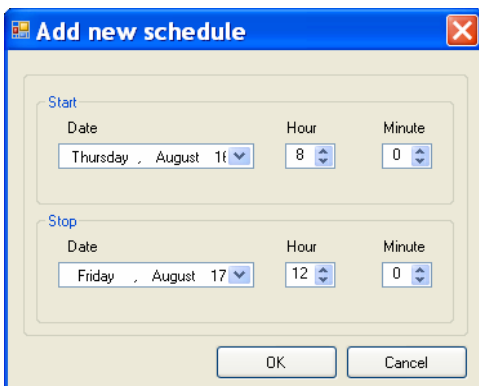 Add new schedule
Start
Date Hour Minute
Thursday , August 16 8 0
Stop
Date Hour Minute
Friday , August 17 12 0
OK Cancel